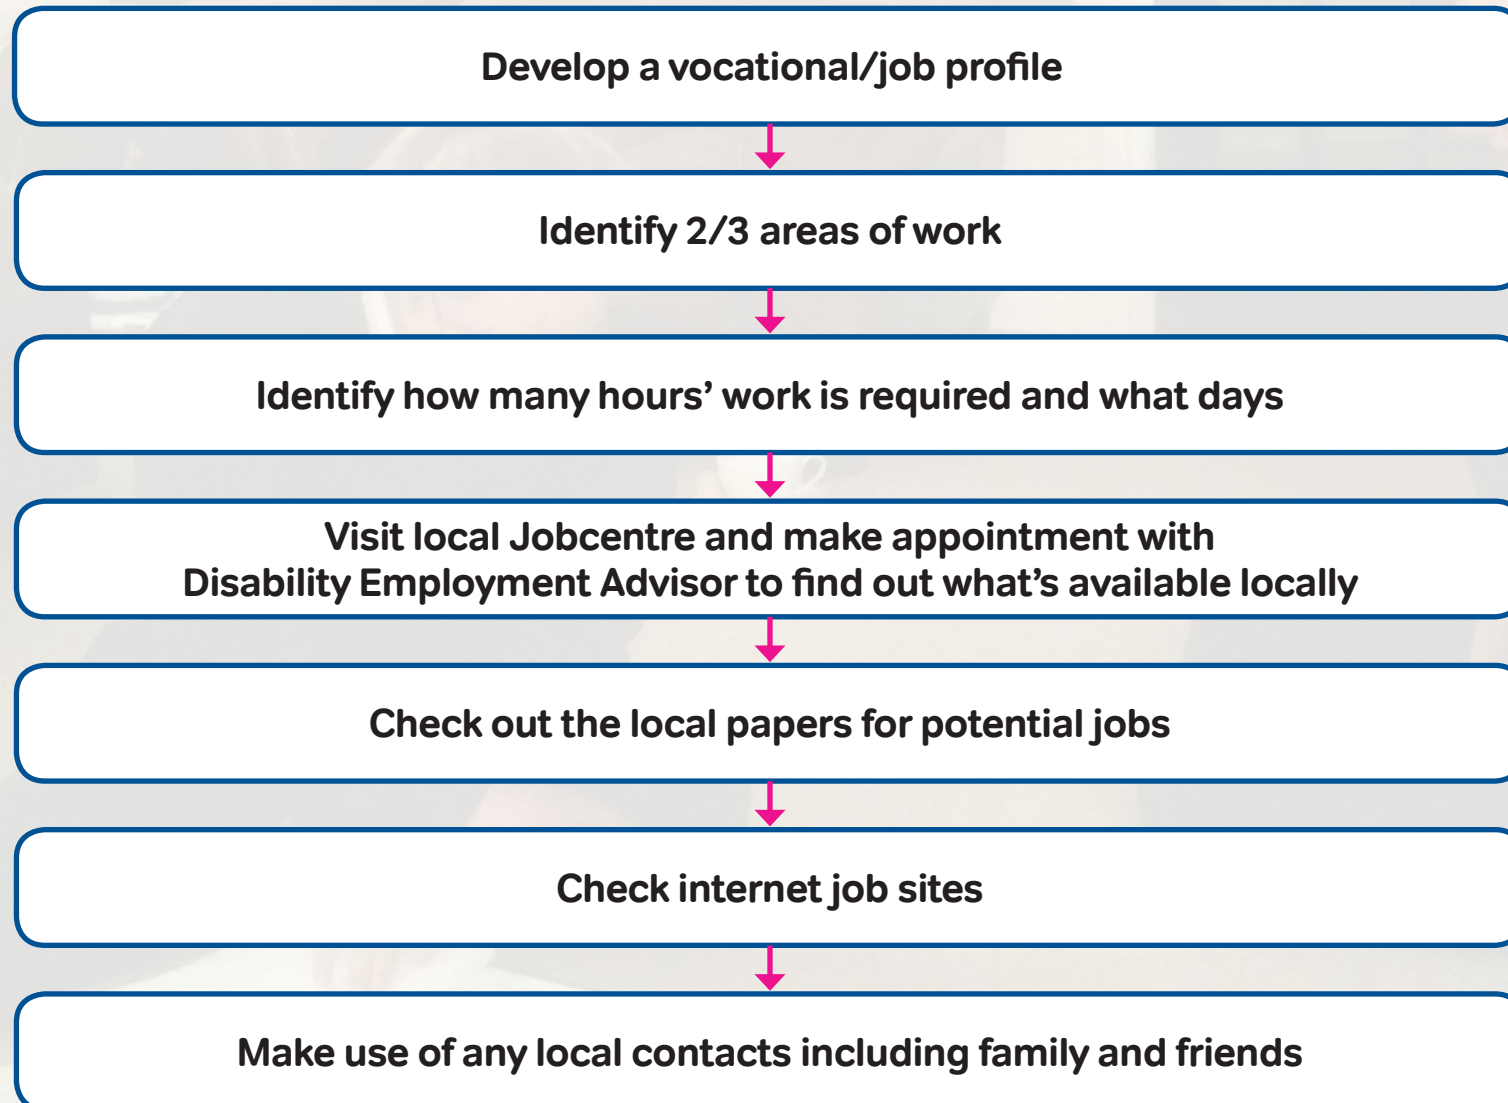 Develop a vocational/job profile
Identify 2/3 areas of work
Identify how many hours’ work is required and what days
Visit local Jobcentre and make appointment with
Disability Employment Advisor to find out what’s available locally
Check out the local papers for potential jobs
Check internet job sites
Make use of any local contacts including family and friends